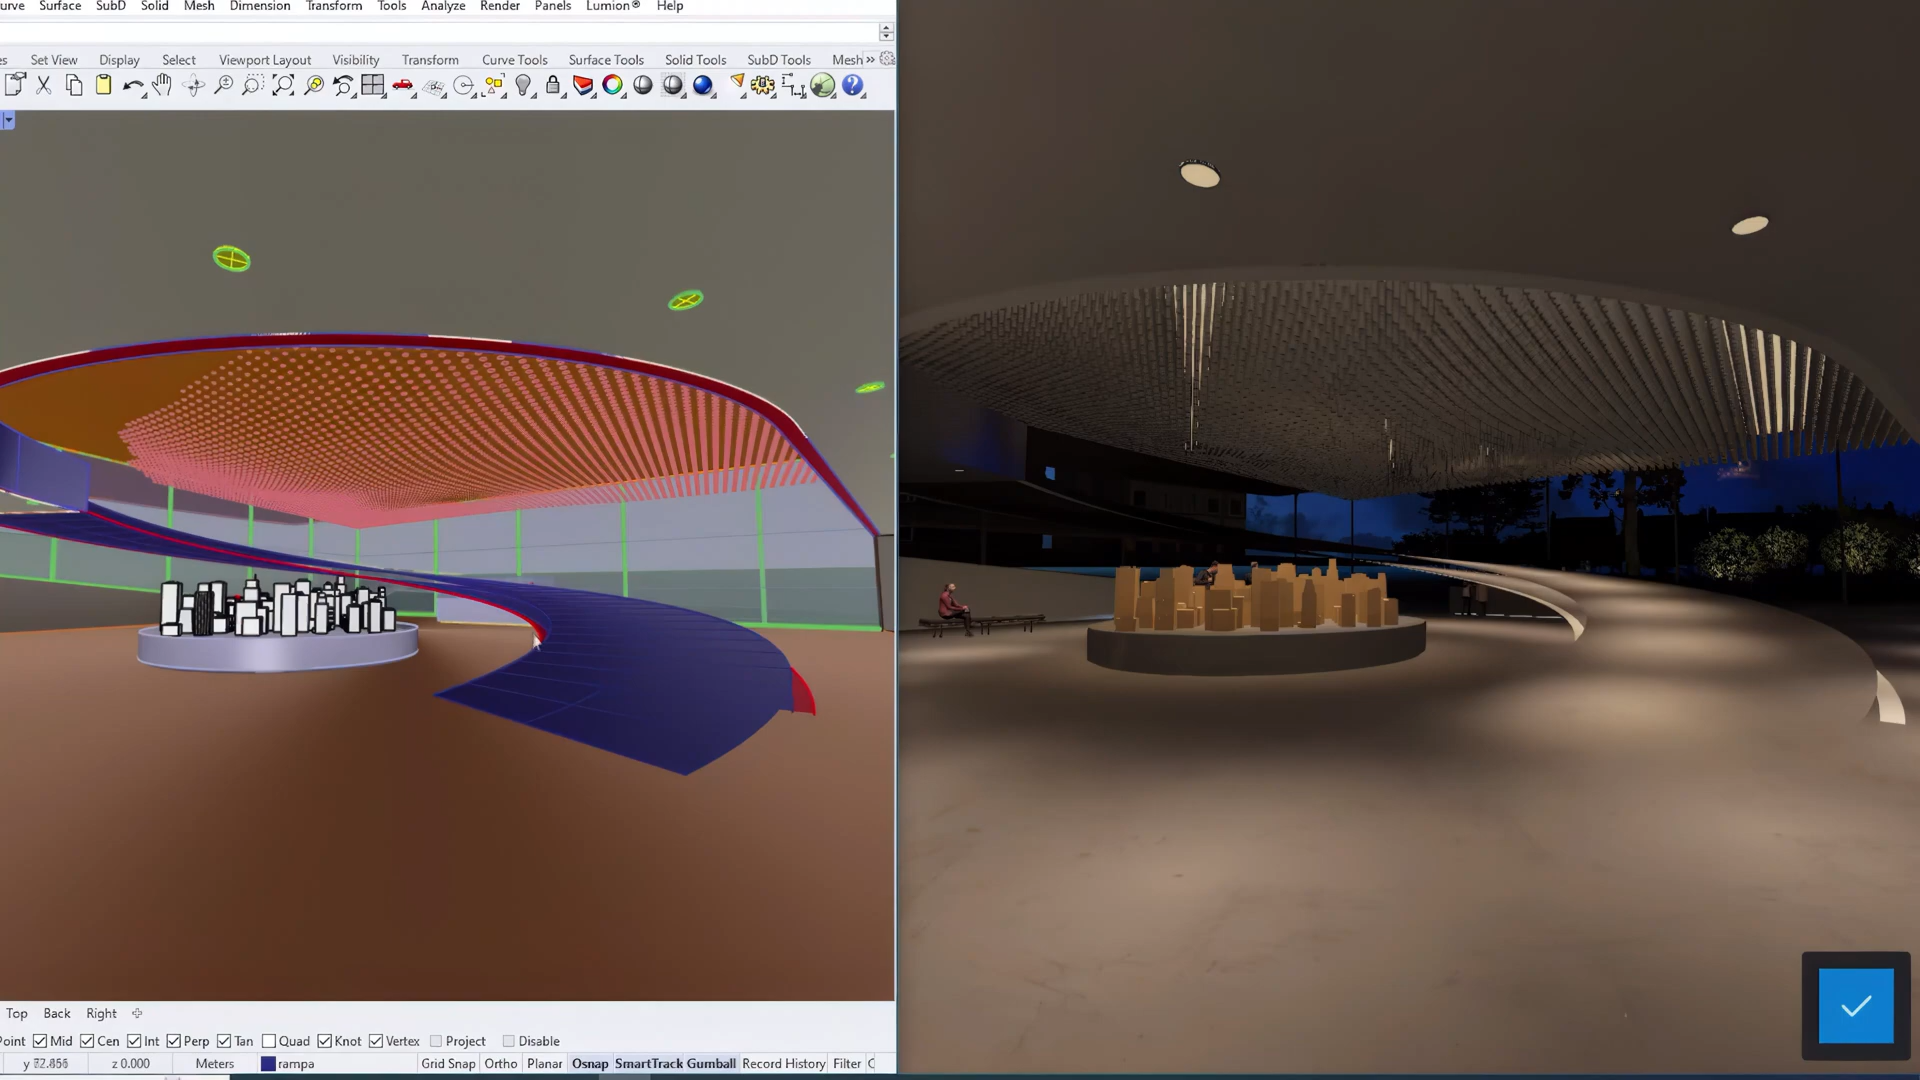 Surface SubD Solid Mesh Dimension Transform Tools Analyze Render Panels Lumion® Help
Set View Display Select Viewport Layout Visibility Transform Curve Tools Surface Tools Solid Tools SubD Tools Mesh »
Top Back Right
Mid Cen Int Perp Tan Quad Knot Vertex Project Disable
y z 0.000 Meters rampa Grid Snap Ortho Planar Osnap SmartTrack Gumball Record History Filter